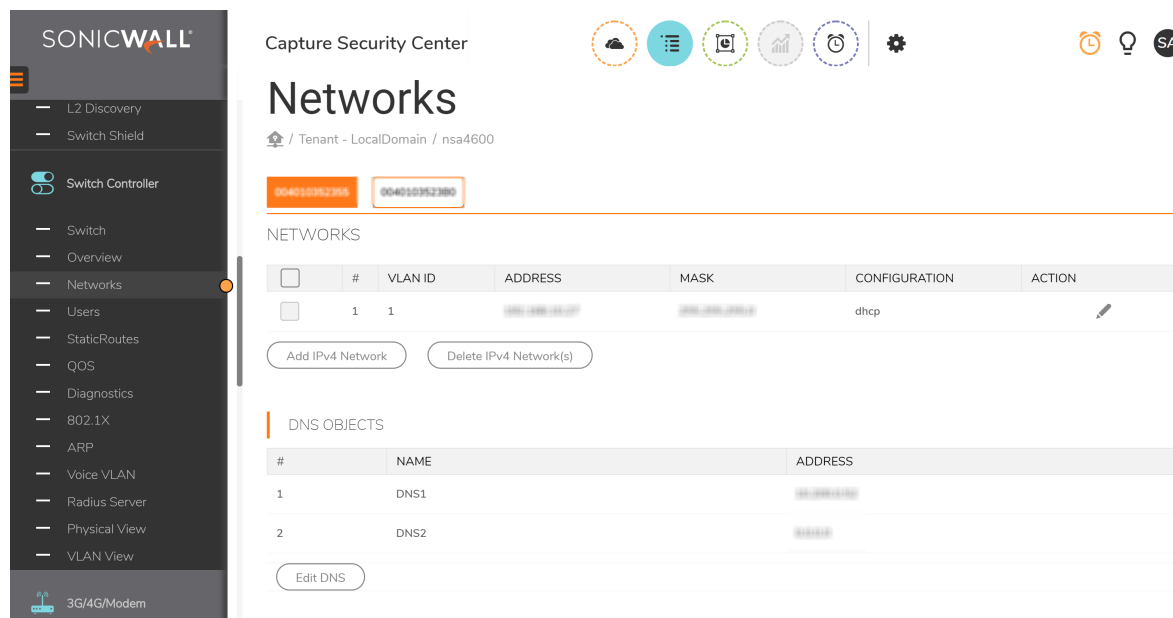 SONICWALL
Capture Security Center
SA
L2 Discovery
Switch Shield
Switch Controller
Switch
Overview
Networks
Users
StaticRoutes
QOS
Diagnostics
802.1X
ARP
Voice VLAN
Radius Server
Physical View
VLAN View
3G/4G/Modem
Networks
/ Tenant - LocalDomain / nsa4600
NETWORKS
# VLAN ID ADDRESS MASK CONFIGURATION ACTION
1 1 dhcp
Add IPv4 Network Delete IPv4 Network(s)
DNS OBJECTS
# NAME ADDRESS
1 DNS1
2 DNS2
Edit DNS